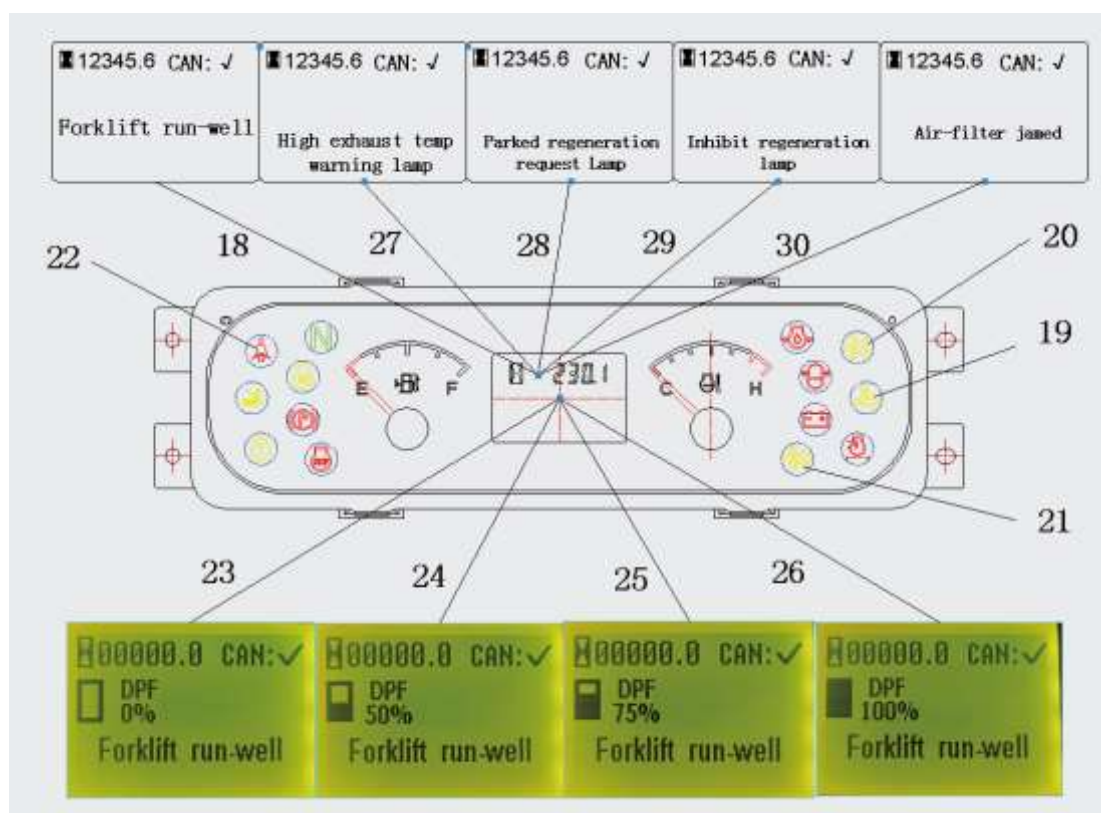 12345.6 CAN: √
Forklift run-well
12345.6 CAN: √
High exhaust temp
warning lamp
12345.6 CAN: √
Parked regeneration
request Lamp
12345.6 CAN: √
Inhibit regeneration
lamp
12345.6 CAN: √
Air-filter jamed
18
27
28
29
30
20
22
19
E
F
230.1
C
H
21
23
24
25
26
00000.0 CAN:✓
DPF
0%
Forklift run-well
00000.0 CAN:✓
DPF
50%
Forklift run-well
00000.0 CAN:✓
DPF
75%
Forklift run-well
00000.0 CAN:✓
DPF
100%
Forklift run-well